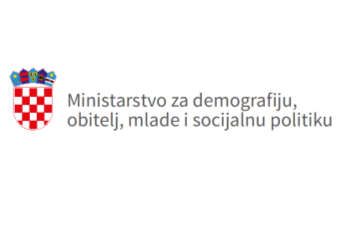 Ministarstvo za demografiju,
obitelj, mlade i socijalnu politiku